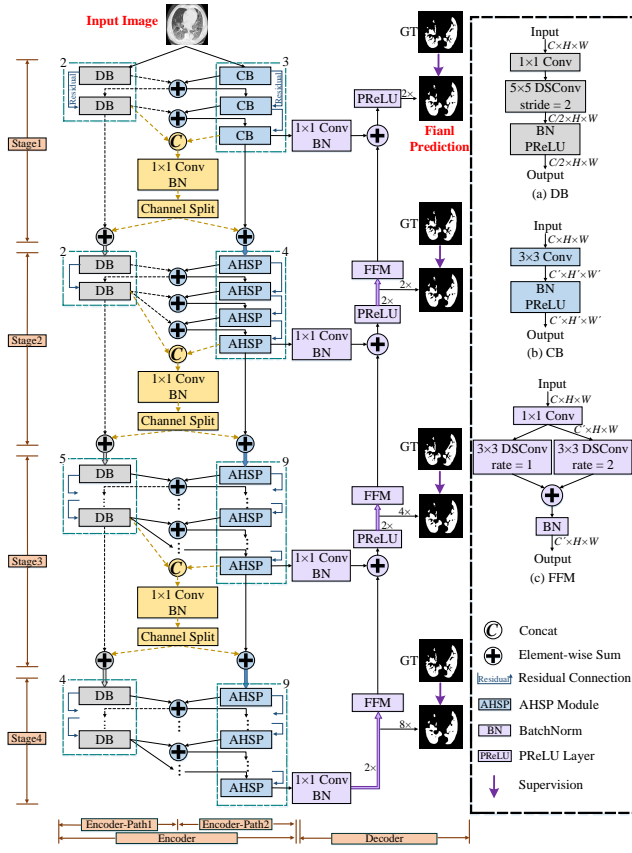 Input Image
GT
2
3
DB
CB
Residual
Residual
DB
CB
PReLU
2×
CB
1×1 Conv
BN
Fianl
Prediction
C
1×1 Conv
BN
Channel Split
Stage1
GT
2
4
DB
AHSP
FFM
DB
AHSP
2×
2×
AHSP
PReLU
AHSP
1×1 Conv
BN
C
1×1 Conv
BN
Channel Split
Stage2
GT
5
9
DB
AHSP
FFM
DB
AHSP
4×
2×
PReLU
AHSP
1×1 Conv
BN
C
1×1 Conv
BN
Channel Split
Stage3
GT
4
9
DB
AHSP
FFM
DB
AHSP
8×
2×
AHSP
1×1 Conv
BN
Stage4
Encoder-Path1
Encoder-Path2
Encoder
Decoder
Input
C×H×W
1×1 Conv
5×5 DSConv
stride = 2
C/2×H×W
BN
PReLU
C/2×H×W
Output
(a) DB
Input
C×H×W
3×3 Conv
C′×H′×W′
BN
PReLU
C′×H′×W′
Output
(b) CB
Input
C×H×W
1×1 Conv
C′×H×W
3×3 DSConv
rate = 1
3×3 DSConv
rate = 2
BN
C′×H×W
Output
(c) FFM
C
Concat
Element-wise Sum
Residual
Residual Connection
AHSP
AHSP Module
BN
BatchNorm
PReLU
PReLU Layer
Supervision